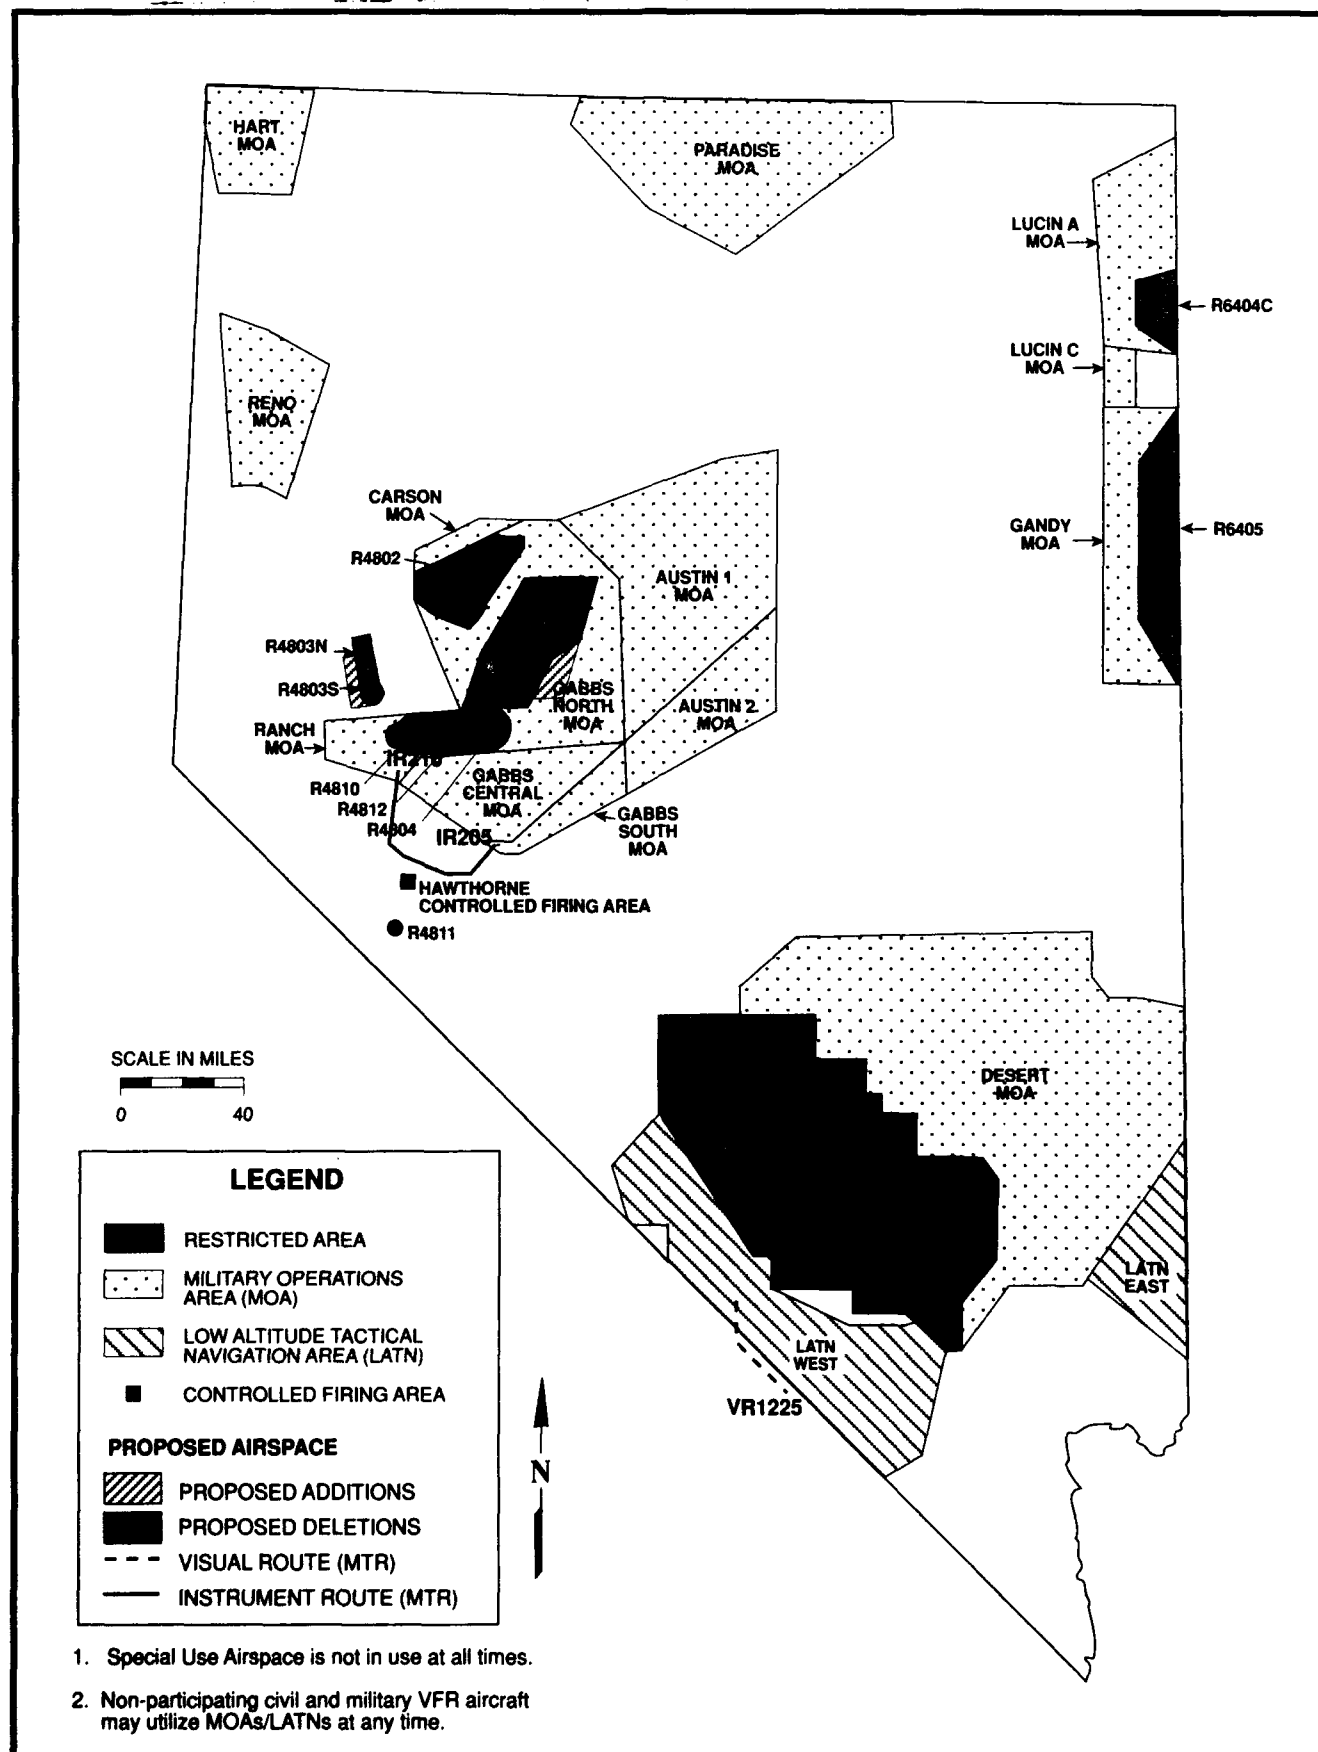 HART
MOA
PARADISE
MOA
LUCIN A
MOA
R6404C
LUCIN C
MOA
RENO
MOA
CARSON
MOA
R4802
GANDY
MOA
R6405
AUSTIN 1
MOA
R4803N
R4803S
GABBS
NORTH
MOA
AUSTIN 2
MOA
RANCH
MOA
IR210
R4810
R4812
R4804
GABBS
CENTRAL
MOA
IR205
GABBS
SOUTH
MOA
HAWTHORNE
CONTROLLED FIRING AREA
R4811
SCALE IN MILES
0 40
DESERT
MOA
LATN
EAST
LATN
WEST
VR1225
N
LEGEND
RESTRICTED AREA
MILITARY OPERATIONS
AREA (MOA)
LOW ALTITUDE TACTICAL
NAVIGATION AREA (LATN)
CONTROLLED FIRING AREA
PROPOSED AIRSPACE
PROPOSED ADDITIONS
PROPOSED DELETIONS
VISUAL ROUTE (MTR)
INSTRUMENT ROUTE (MTR)
1. Special Use Airspace is not in use at all times.
2. Non-participating civil and military VFR aircraft
may utilize MOAs/LATNs at any time.